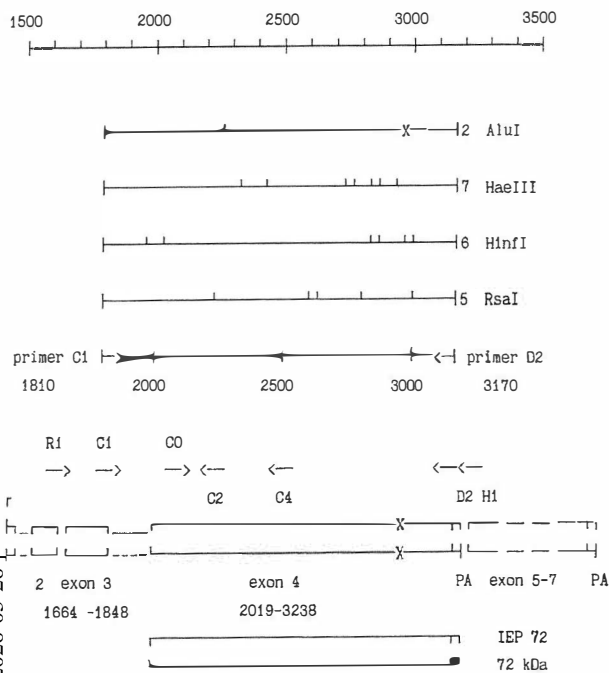 1500 2000 2500 3000 3500
X 2 AluI
7 HaeIII
6 HinfI
5 RsaI
primer C1 primer D2
1810 2000 2500 3000 3170
R1 C1 C0
C2 C4 D2 H1
X
X
2 exon 3 exon 4 PA exon 5-7 PA
1664 -1848 2019-3238
IEP 72
72 kDa